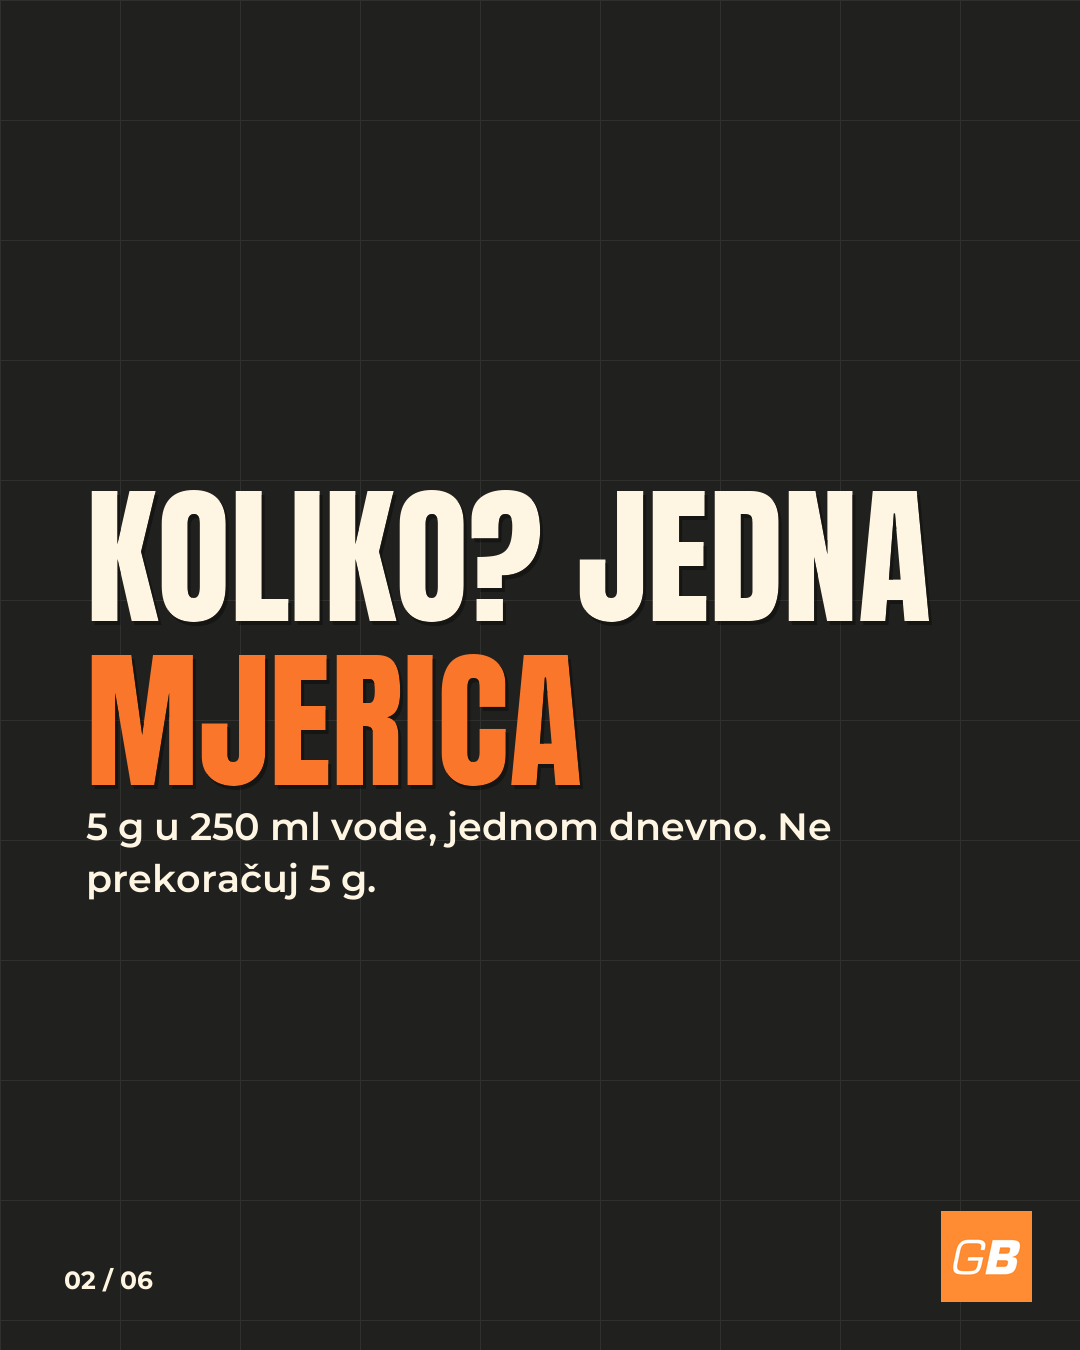 KOLIKO? JEDNA
MJERICA
5 g u 250 ml vode, jednom dnevno. Ne
prekoračuj 5 g.
02 / 06
GB